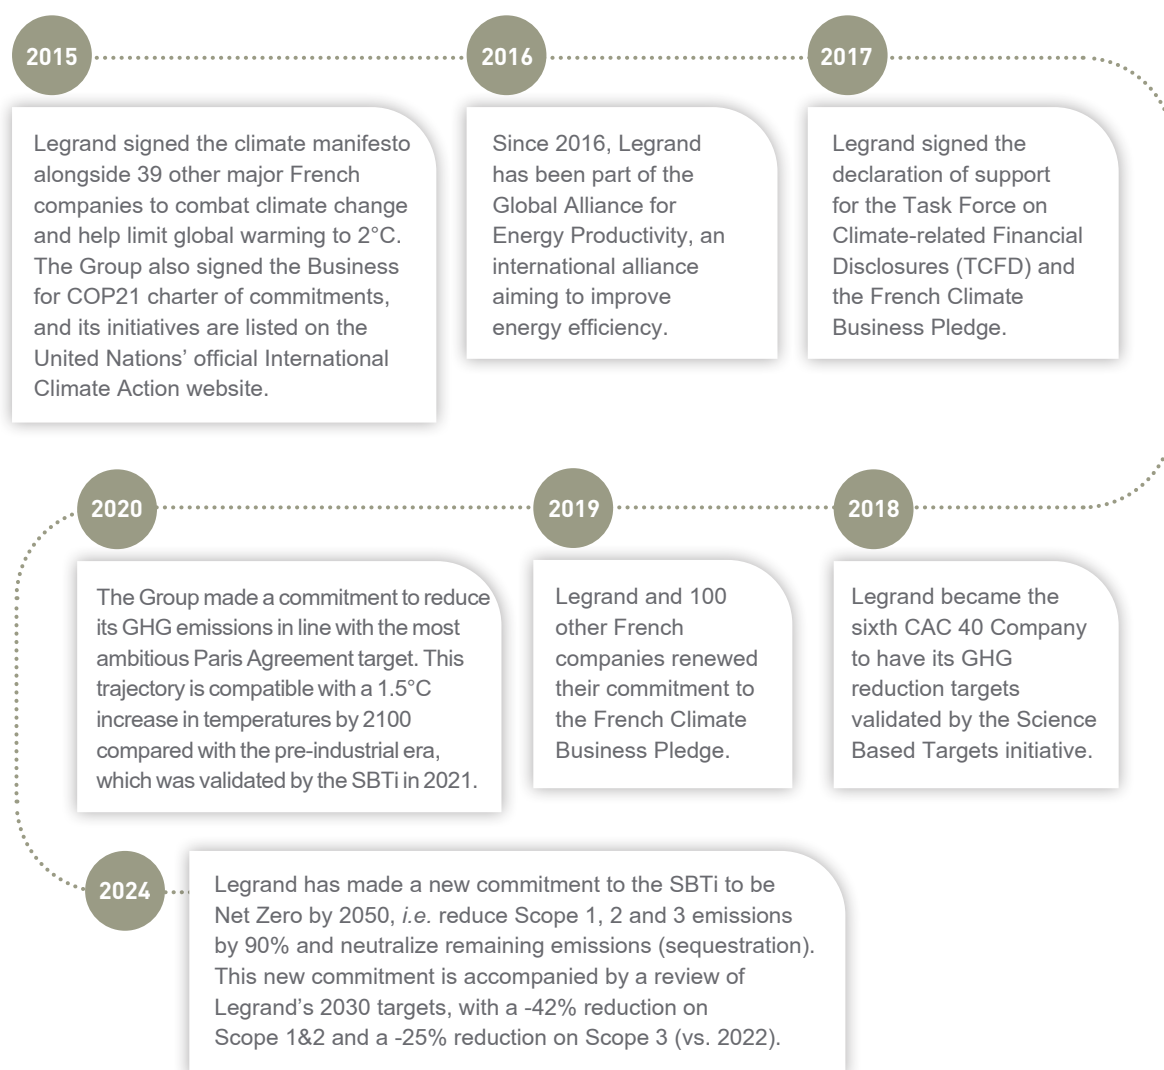 2015
Legrand signed the climate manifesto
alongside 39 other major French
companies to combat climate change
and help limit global warming to 2°C.
The Group also signed the Business
for COP21 charter of commitments,
and its initiatives are listed on the
United Nations’ official International
Climate Action website.
2016
Since 2016, Legrand
has been part of the
Global Alliance for
Energy Productivity, an
international alliance
aiming to improve
energy efficiency.
2017
Legrand signed the
declaration of support
for the Task Force on
Climate-related Financial
Disclosures (TCFD) and
the French Climate
Business Pledge.
2018
Legrand became the
sixth CAC 40 Company
to have its GHG
reduction targets
validated by the Science
Based Targets initiative.
2019
Legrand and 100
other French
companies renewed
their commitment to
the French Climate
Business Pledge.
2020
The Group made a commitment to reduce
its GHG emissions in line with the most
ambitious Paris Agreement target. This
trajectory is compatible with a 1.5°C
increase in temperatures by 2100
compared with the pre-industrial era,
which was validated by the SBTi in 2021.
2024
Legrand has made a new commitment to the SBTi to be
Net Zero by 2050, i.e. reduce Scope 1, 2 and 3 emissions
by 90% and neutralize remaining emissions (sequestration).
This new commitment is accompanied by a review of
Legrand’s 2030 targets, with a -42% reduction on
Scope 1&2 and a -25% reduction on Scope 3 (vs. 2022).